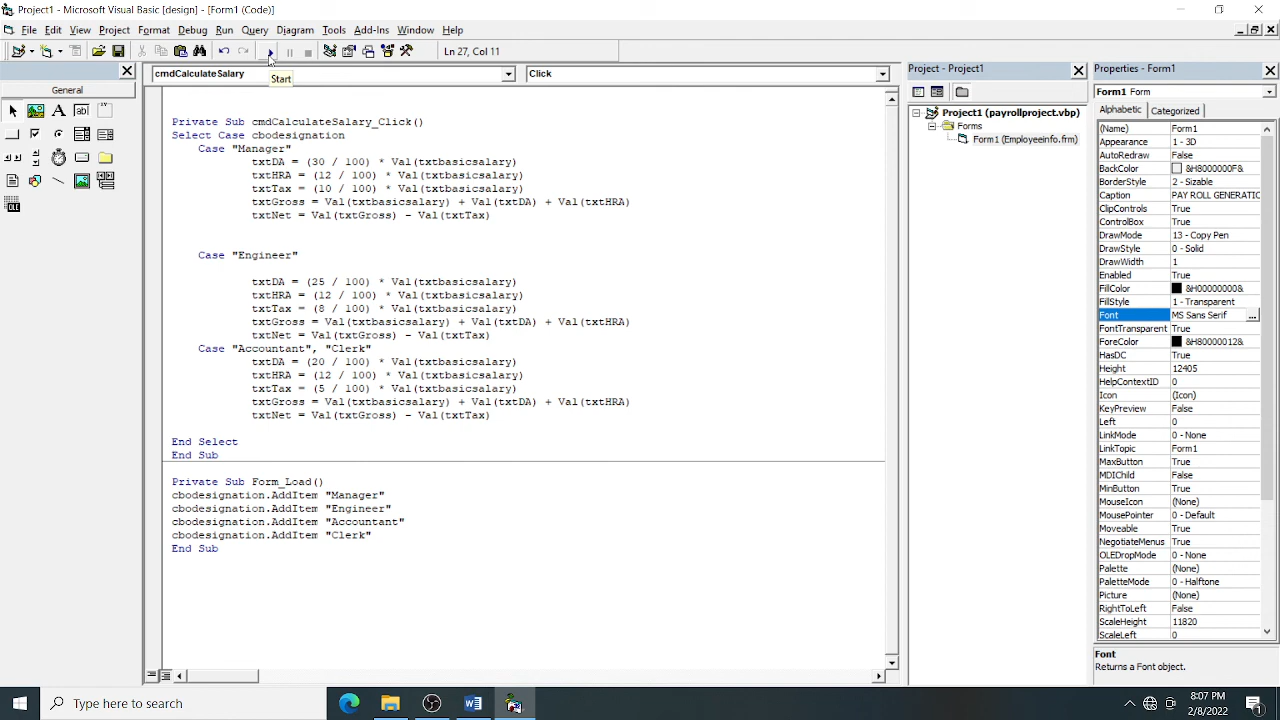 Project1 - Microsoft Visual Basic [design] - [Form1 (Code)]
File Edit View Project Format Debug Run Query Diagram Tools Add-Ins Window Help
Ln 27, Col 11
Start
General
cmdCalculateSalary
Click
Private Sub cmdCalculateSalary_Click()
Select Case cbodesignation
Case "Manager"
txtDA = (30 / 100) * Val(txtbasicsalary)
txtHRA = (12 / 100) * Val(txtbasicsalary)
txtTax = (10 / 100) * Val(txtbasicsalary)
txtGross = Val(txtbasicsalary) + Val(txtDA) + Val(txtHRA)
txtNet = Val(txtGross) - Val(txtTax)
Case "Engineer"
txtDA = (25 / 100) * Val(txtbasicsalary)
txtHRA = (12 / 100) * Val(txtbasicsalary)
txtTax = (8 / 100) * Val(txtbasicsalary)
txtGross = Val(txtbasicsalary) + Val(txtDA) + Val(txtHRA)
txtNet = Val(txtGross) - Val(txtTax)
Case "Accountant", "Clerk"
txtDA = (20 / 100) * Val(txtbasicsalary)
txtHRA = (12 / 100) * Val(txtbasicsalary)
txtTax = (5 / 100) * Val(txtbasicsalary)
txtGross = Val(txtbasicsalary) + Val(txtDA) + Val(txtHRA)
txtNet = Val(txtGross) - Val(txtTax)
End Select
End Sub
Private Sub Form_Load()
cbodesignation.AddItem "Manager"
cbodesignation.AddItem "Engineer"
cbodesignation.AddItem "Accountant"
cbodesignation.AddItem "Clerk"
End Sub
Project - Project1
Project1 (payrollproject.vbp)
Forms
Form1 (Employeeinfo.frm)
Properties - Form1
Form1 Form
Alphabetic Categorized
(Name) Form1
Appearance 1 - 3D
AutoRedraw False
BackColor &H8000000F&
BorderStyle 2 - Sizable
Caption PAY ROLL GENERATIC
ClipControls True
ControlBox True
DrawMode 13 - Copy Pen
DrawStyle 0 - Solid
DrawWidth 1
Enabled True
FillColor &H00000000&
FillStyle 1 - Transparent
Font MS Sans Serif ...
FontTransparent True
ForeColor &H80000012&
HasDC True
Height 12405
HelpContextID 0
Icon (Icon)
KeyPreview False
Left 0
LinkMode 0 - None
LinkTopic Form1
MaxButton True
MDIChild False
MinButton True
MouseIcon (None)
MousePointer 0 - Default
Moveable True
NegotiateMenus True
OLEDropMode 0 - None
Palette (None)
PaletteMode 0 - Halftone
Picture (None)
RightToLeft False
ScaleHeight 11820
ScaleLeft 0
Font
Returns a Font object.
Type here to search
8:07 PM
2/8/2022